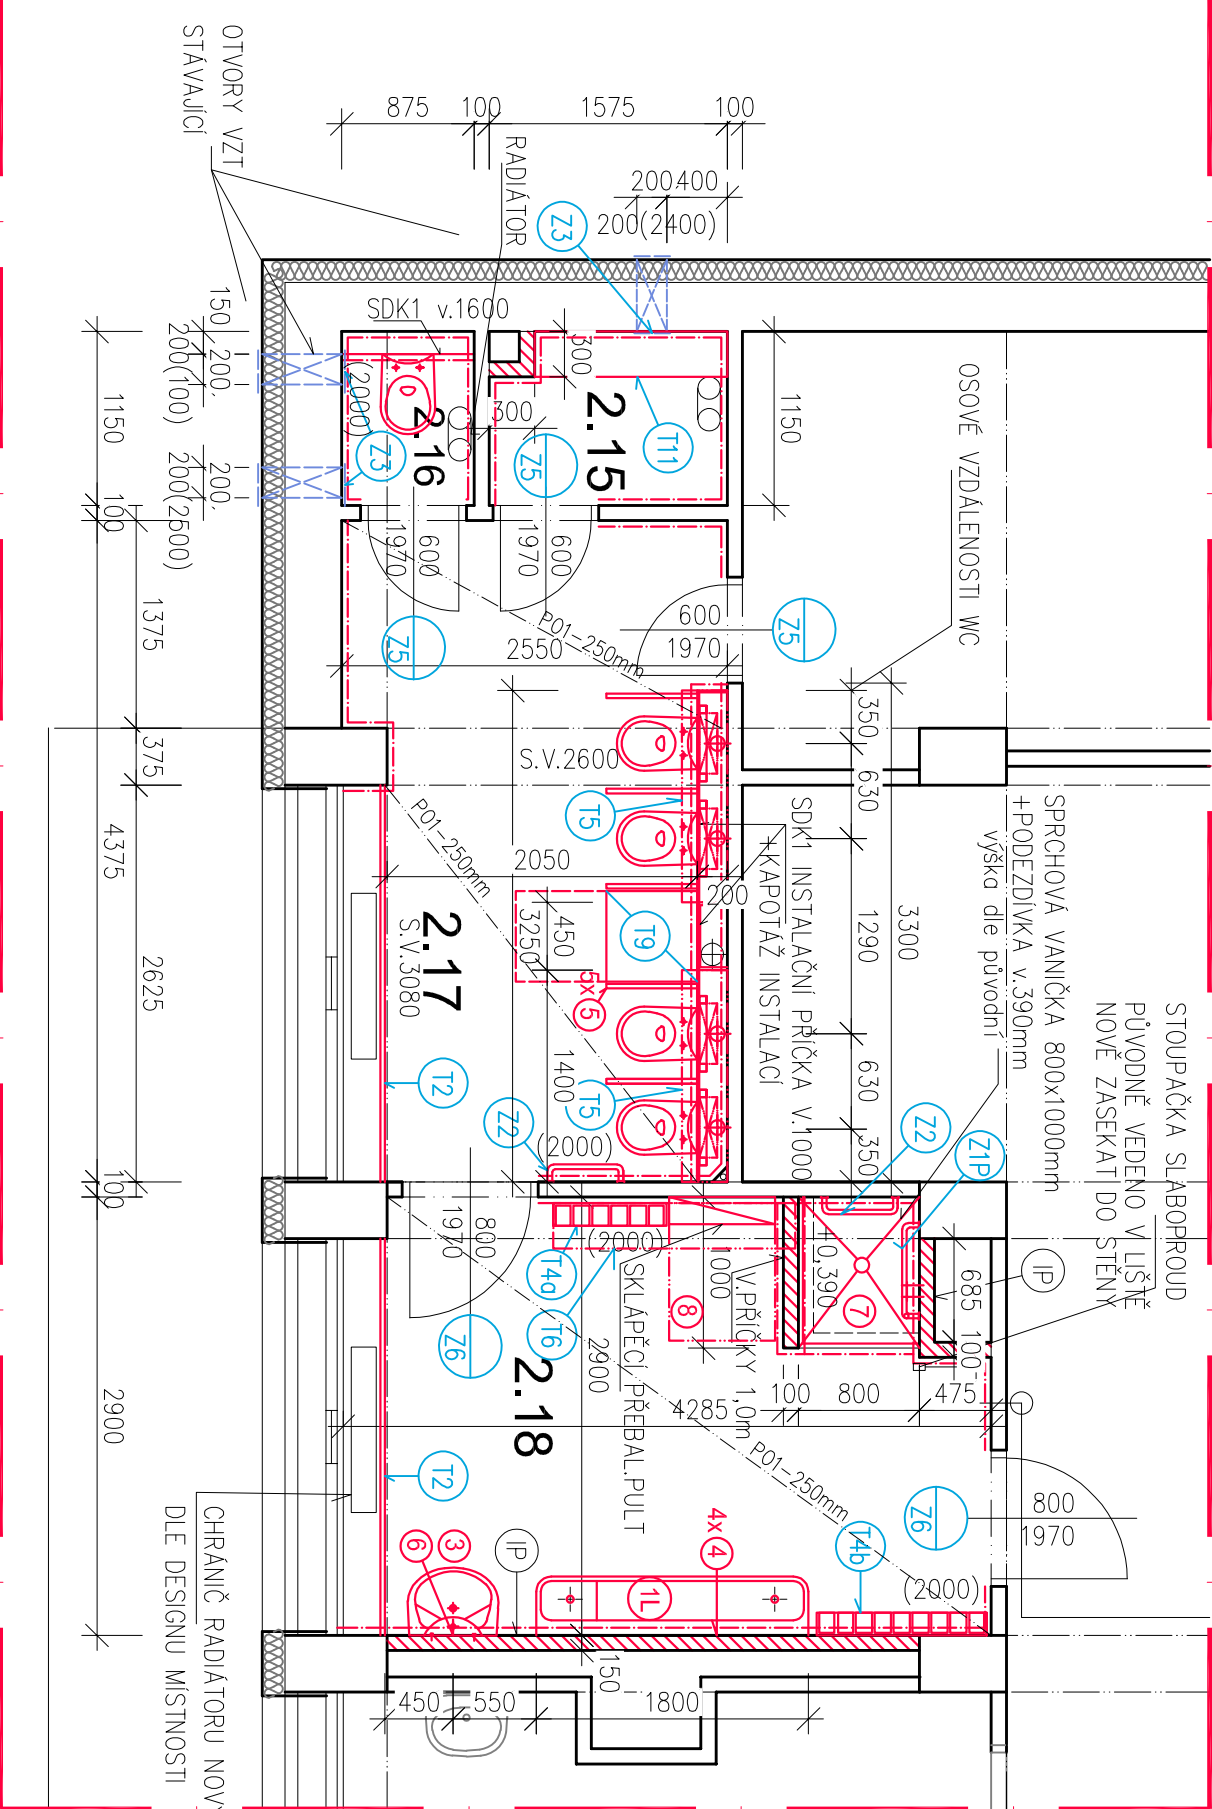 OTVORY VZT
STÁVAJÍCÍ
875
100
1575
100
RADIÁTOR
200
400
200(2400)
Z3
SDK1 v.1600
150
200,
200(100)
200,
200(2600)
(2000)
Z3
2.16
300
300
2.15
T11
Z5
1150
1150
100
OSOVÉ VZDÁLENOSTI WC
600
1970
600
1970
600
1970
Z5
Z5
P01-250mm
2550
1375
375
4375
2625
100
2900
S.V.2600
350
630
1290
630
350
3300
T5
P01-250mm
2050
200
SDK1 INSTALAČNÍ PŘÍČKA V.1000
+KAPOTÁŽ INSTALACÍ
SPRCHOVÁ VANIČKA 800x1000mm
+PODEZDÍVKA v.390mm
výška dle původní
STOUPAČKA SLABOPROUD
PŮVODNĚ VEDENO V LIŠTĚ
NOVĚ ZASEKAT DO STĚNY
2.17
S.V.3080
450
3250
T9
5x
5
1400
T5
T2
Z2
(2000)
Z2
Z1P
IP
800
1970
Z6
T4a
T6
(2000)
1000
8
+0,390
7
685
100
475
800
100
4285
V.PŘÍČKY 1,0m
SKLÁPĚCÍ PŘEBAL.PULT
2900
2.18
P01-250mm
T2
800
1970
Z6
T4b
(2000)
4x
4
1L
IP
3
6
150
450
550
1800
CHRÁNIČ RADIÁTORU NOVÝ
DLE DESIGNU MÍSTNOSTI